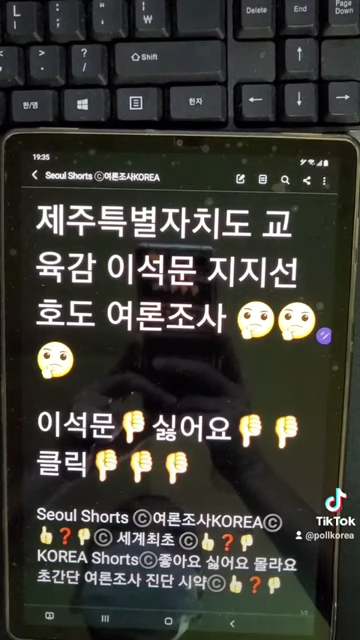 L
:
;
"
'
|
₩
Delete
End
Page
Down
<
,
>
.
?
/
⇧Shift
↑
한/영
한자
←
↓
→
19:35
Seoul Shorts ⓒ여론조사KOREA
제주특별자치도 교
육감 이석문 지지선
호도 여론조사 🤔🤔
🤔
이석문👎싫어요👎👎
클릭👎👎👎
Seoul Shorts ⓒ여론조사KOREAⓒ
👍❓👎ⓒ 세계최초 ⓒ👍❓👎
KOREA Shortsⓒ좋아요 싫어요 몰라요
초간단 여론조사 진단 시약ⓒ👍❓👎
TikTok
@pollkorea